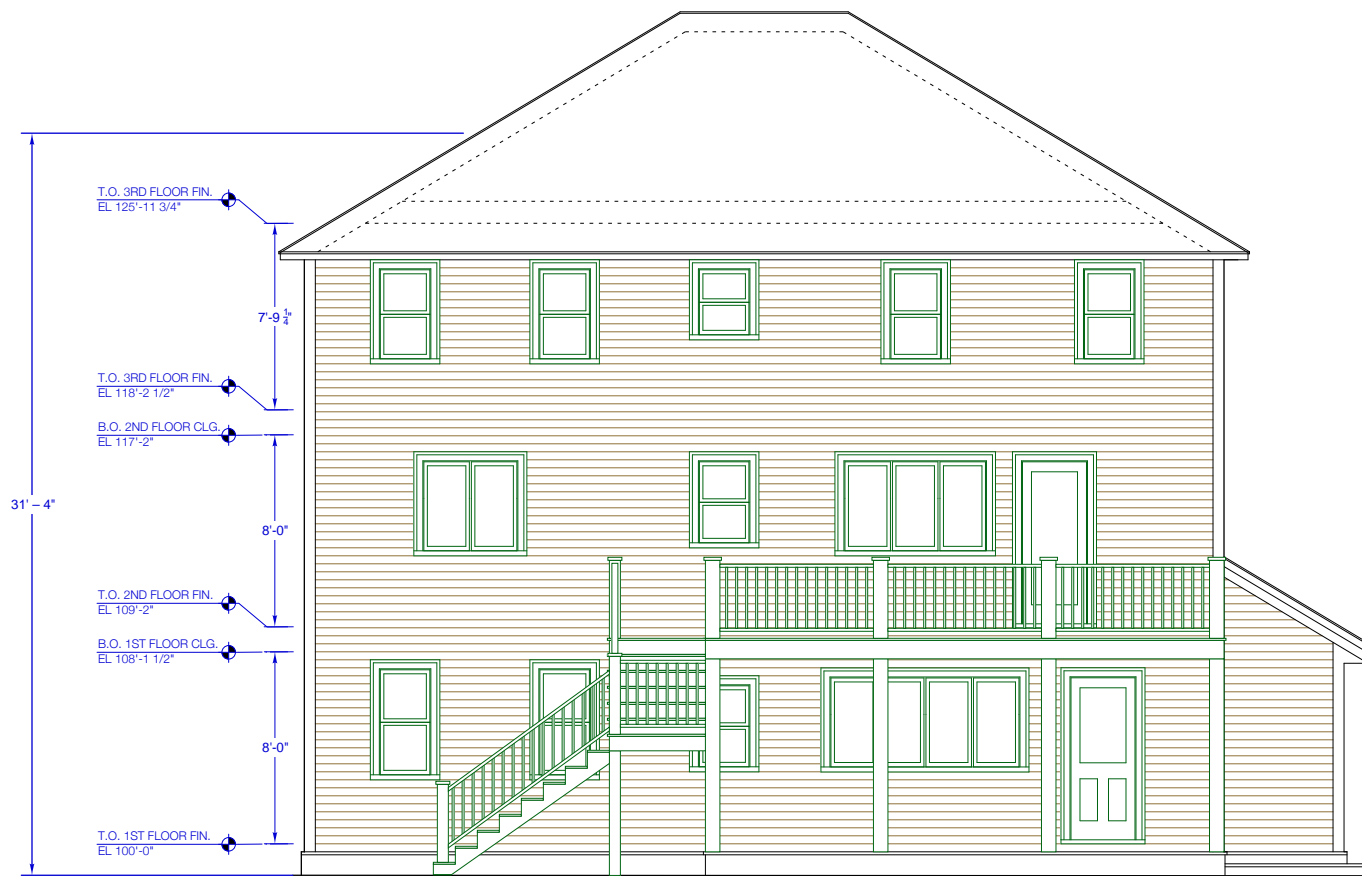 T.O. 3RD FLOOR FIN.
EL 125'-11 3/4"
7'-9 1/4"
T.O. 3RD FLOOR FIN.
EL 118'-2 1/2"
B.O. 2ND FLOOR CLG.
EL 117'-2"
31' – 4"
8'-0"
T.O. 2ND FLOOR FIN.
EL 109'-2"
B.O. 1ST FLOOR CLG.
EL 108'-1 1/2"
8'-0"
T.O. 1ST FLOOR FIN.
EL 100'-0"